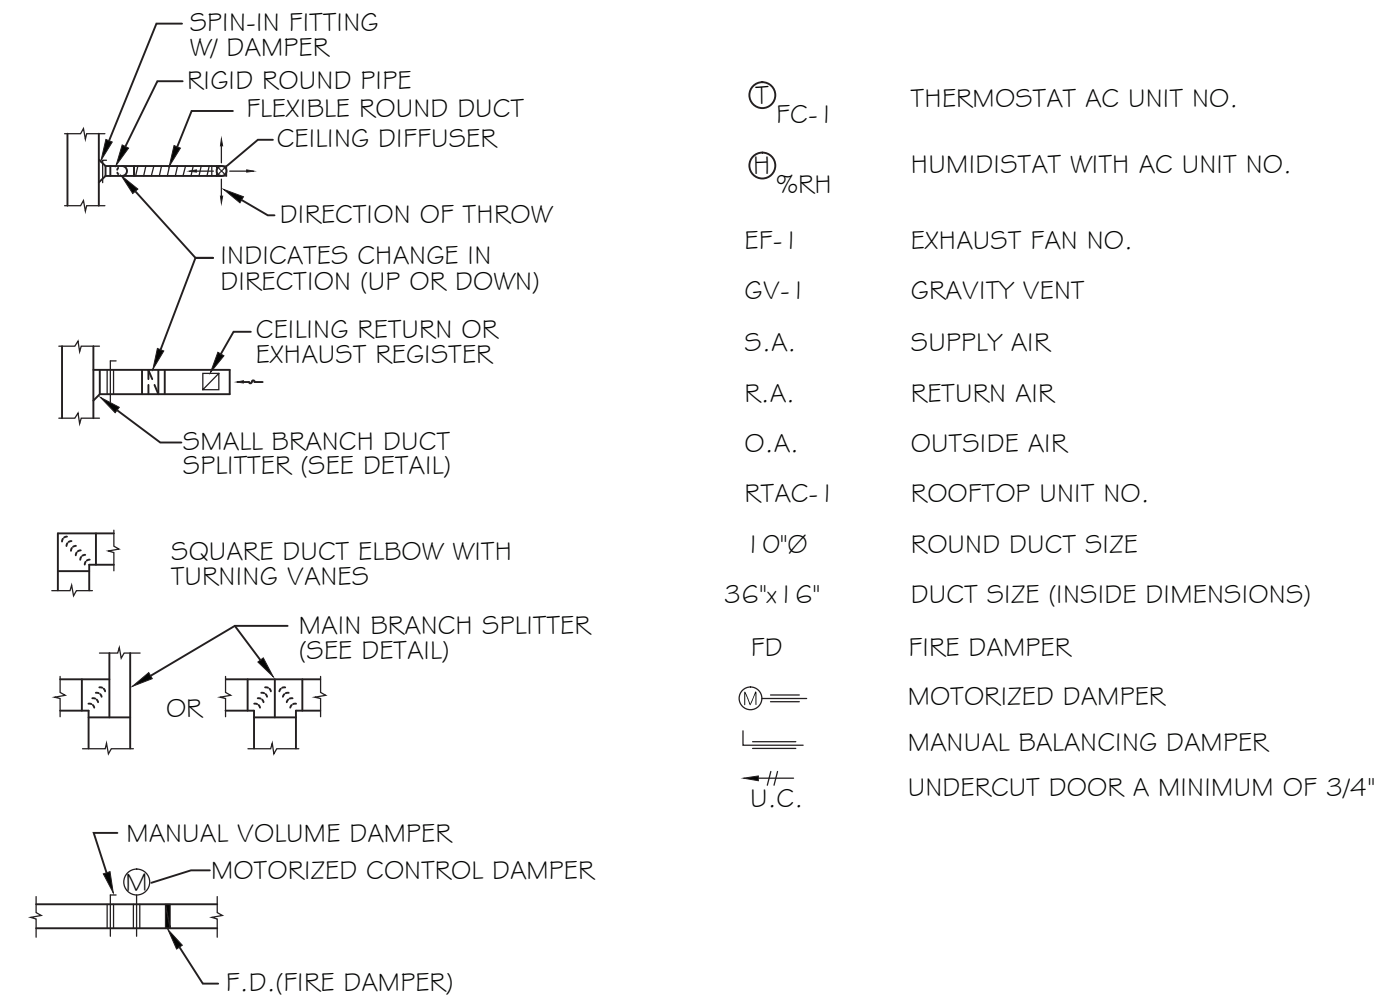 SPIN-IN FITTING
W/ DAMPER
RIGID ROUND PIPE
FLEXIBLE ROUND DUCT
CEILING DIFFUSER
DIRECTION OF THROW
INDICATES CHANGE IN
DIRECTION (UP OR DOWN)
CEILING RETURN OR
EXHAUST REGISTER
SMALL BRANCH DUCT
SPLITTER (SEE DETAIL)
SQUARE DUCT ELBOW WITH
TURNING VANES
MAIN BRANCH SPLITTER
(SEE DETAIL)
OR
MANUAL VOLUME DAMPER
M
MOTORIZED CONTROL DAMPER
F.D.(FIRE DAMPER)
T FC-1 THERMOSTAT AC UNIT NO.
H %RH HUMIDISTAT WITH AC UNIT NO.
EF-1 EXHAUST FAN NO.
GV-1 GRAVITY VENT
S.A. SUPPLY AIR
R.A. RETURN AIR
O.A. OUTSIDE AIR
RTAC-1 ROOFTOP UNIT NO.
10"Ø ROUND DUCT SIZE
36"x16" DUCT SIZE (INSIDE DIMENSIONS)
FD FIRE DAMPER
M MOTORIZED DAMPER
MANUAL BALANCING DAMPER
U.C. UNDERCUT DOOR A MINIMUM OF 3/4"